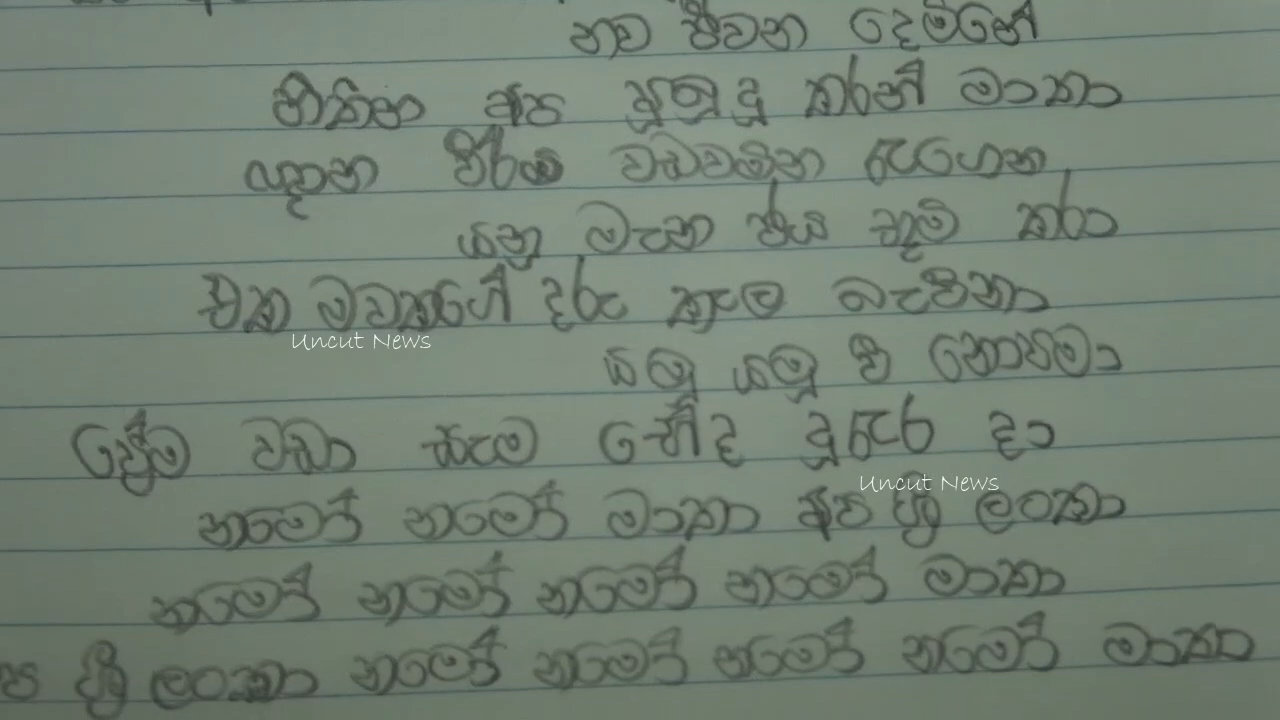 නව ජීවන දෙමිනේ
නිතින අප පුබුදු කරන් මාතා
ඥාන වීර්ය වඩවමින රැගෙන
යනු මැන ජය භූමි කරා
එක මවකගේ දරු කැල බැවිනා
Uncut News
යමු යමු වී නොපමා
ප්‍රේම වඩා සැම භේද දුරැර දා
Uncut News
නමෝ නමෝ මාතා අප ශ්‍රී ලංකා
නමෝ නමෝ නමෝ නමෝ මාතා
ප ශ්‍රී ලංකා නමෝ නමෝ නමෝ නමෝ මාතා